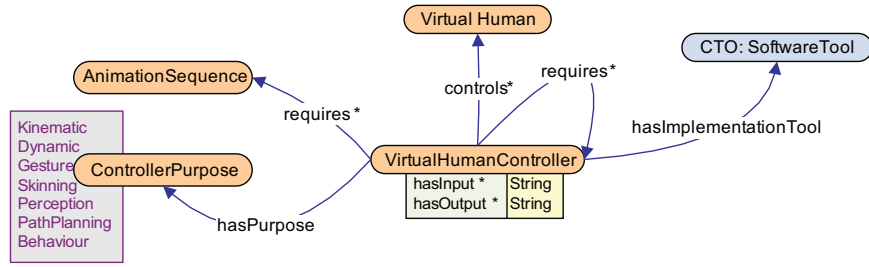 Virtual Human
CTO: SoftwareTool
AnimationSequence
requires*
controls*
requires *
hasImplementationTool
Kinematic
Dynamic
Gesture
Skinning
Perception
PathPlanning
Behaviour
ControllerPurpose
VirtualHumanController
hasInput * String
hasOutput * String
hasPurpose